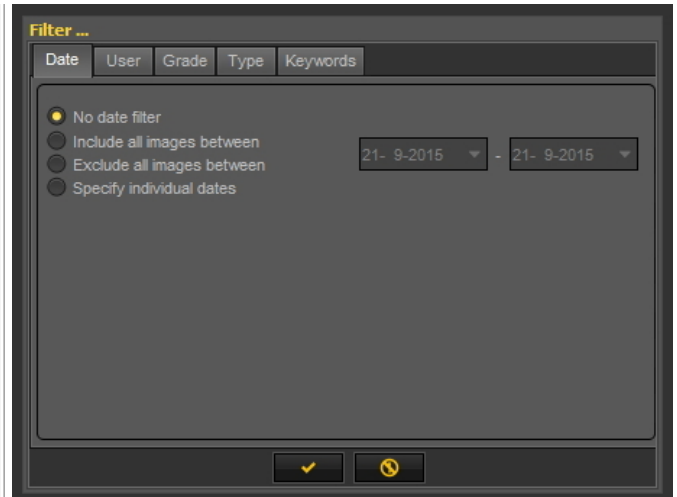 Filter ...
Date User Grade Type Keywords
No date filter
Include all images between
21- 9-2015 - 21- 9-2015
Exclude all images between
Specify individual dates